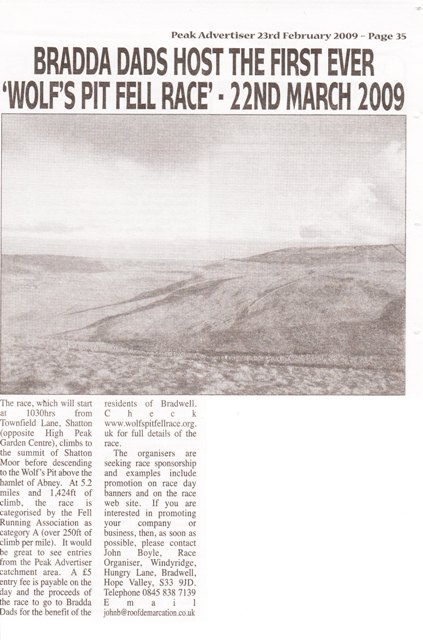 Peak Advertiser 23rd February 2009 – Page 35
BRADDA DADS HOST THE FIRST EVER
'WOLF'S PIT FELL RACE' - 22ND MARCH 2009
The race, which will start
at 1030hrs from
Townfield Lane, Shatton
(opposite High Peak
Garden Centre), climbs to
the summit of Shatton
Moor before descending
to the Wolf's Pit above the
hamlet of Abney. At 5.2
miles and 1,424ft of
climb, the race is
categorised by the Fell
Running Association as
category A (over 250ft of
climb per mile). It would
be great to see entries
from the Peak Advertiser
catchment area. A £5
entry fee is payable on the
day and the proceeds of
the race to go to Bradda
Dads for the benefit of the
residents of Bradwell.
Check
www.wolfspitfellrace.org.
uk for full details of the
race.
The organisers are
seeking race sponsorship
and examples include
promotion on race day
banners and on the race
web site. If you are
interested in promoting
your company or
business, then, as soon as
possible, please contact
John Boyle, Race
Organiser, Windyridge,
Hungry Lane, Bradwell,
Hope Valley, S33 9JD.
Telephone 0845 838 7139
Email
johnb@roofdemarcation.co.uk